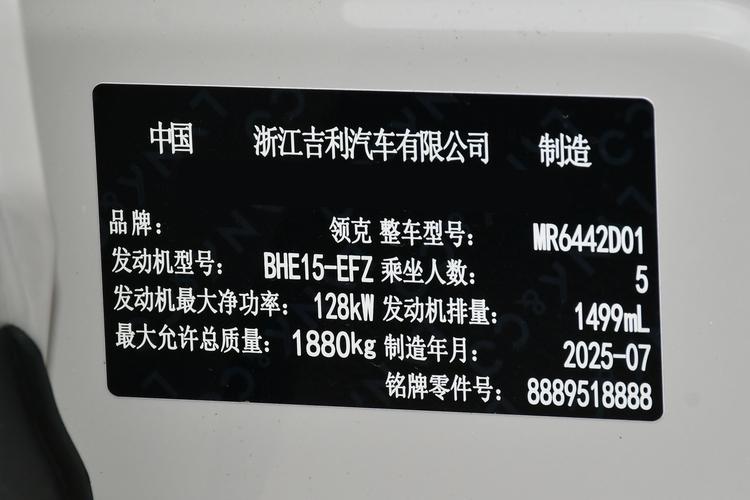 中国 浙江吉利汽车有限公司 制造
品牌: 领克 整车型号: MR6442D01
发动机型号: BHE15-EFZ 乘坐人数: 5
发动机最大净功率: 128kW 发动机排量: 1499mL
最大允许总质量: 1880kg 制造年月: 2025-07
铭牌零件号: 8889518888